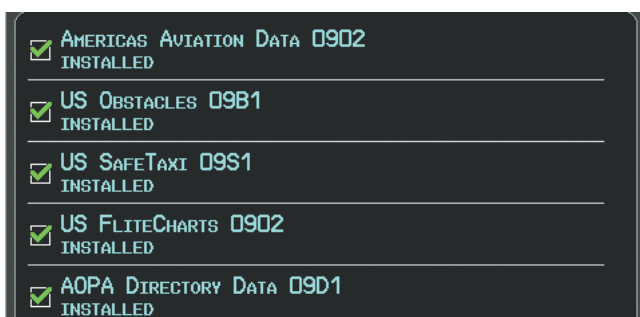 Americas Aviation Data 0902
INSTALLED
US Obstacles 09B1
INSTALLED
US SafeTaxi 09S1
INSTALLED
US FliteCharts 0902
INSTALLED
AOPA Directory Data 09D1
INSTALLED